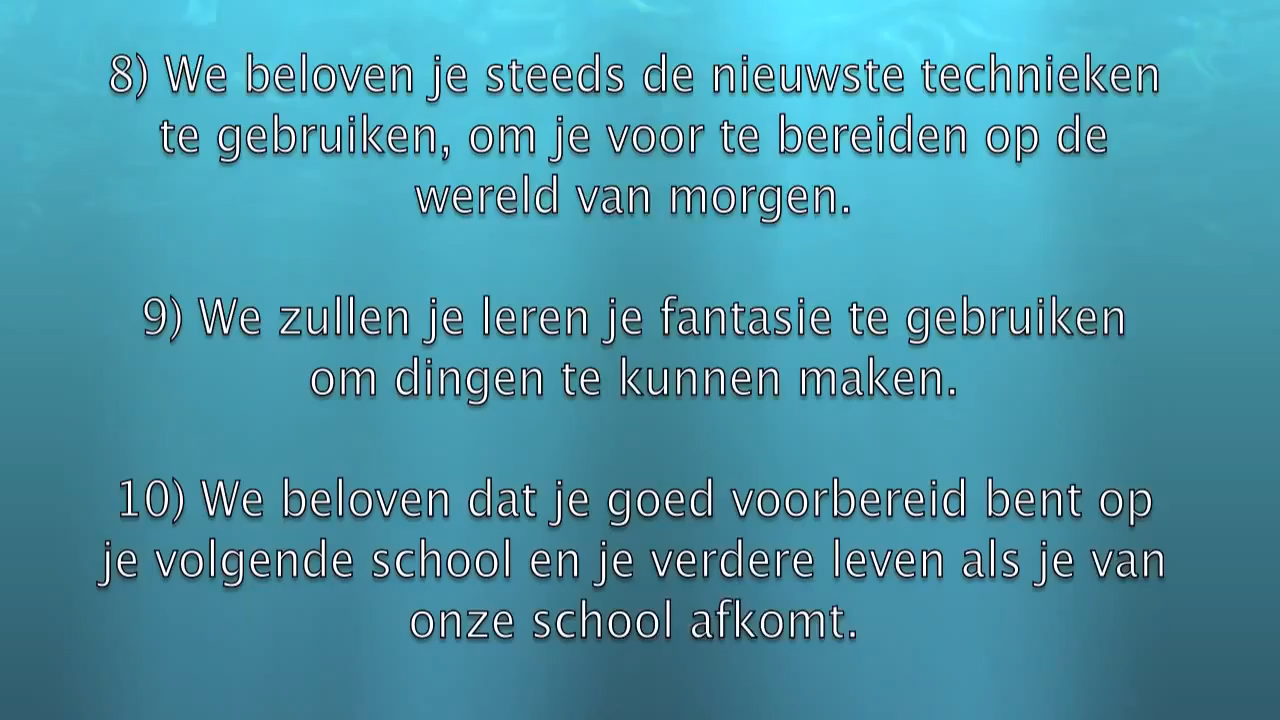 8) We beloven je steeds de nieuwste technieken
te gebruiken, om je voor te bereiden op de
wereld van morgen.
9) We zullen je leren je fantasie te gebruiken
om dingen te kunnen maken.
10) We beloven dat je goed voorbereid bent op
je volgende school en je verdere leven als je van
onze school afkomt.